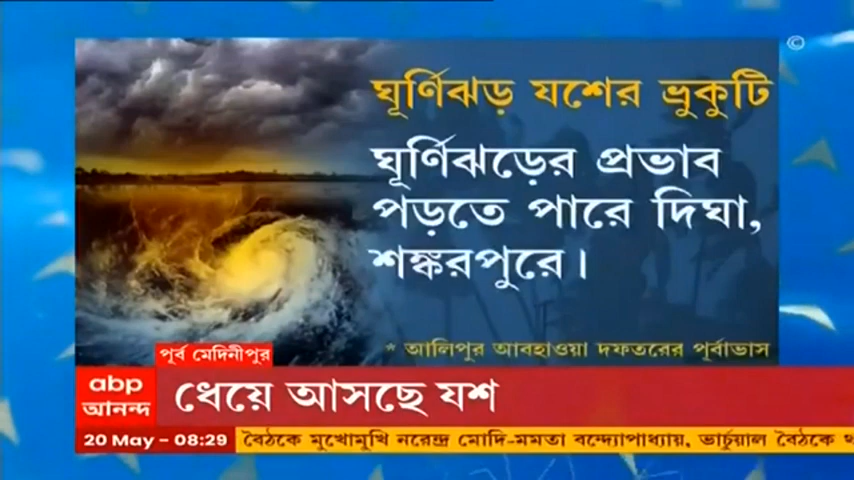 ©
ঘূর্ণিঝড় যশের ভ্রুকুটি
ঘূর্ণিঝড়ের প্রভাব
পড়তে পারে দিঘা,
শঙ্করপুরে।
* আলিপুর আবহাওয়া দফতরের পূর্বাভাস
পূর্ব মেদিনীপুর
abp
আনন্দ
ধেয়ে আসছে যশ
20 May - 08:29
বৈঠকে মুখোমুখি নরেন্দ্র মোদি-মমতা বন্দ্যোপাধ্যায়, ভার্চুয়াল বৈঠকে